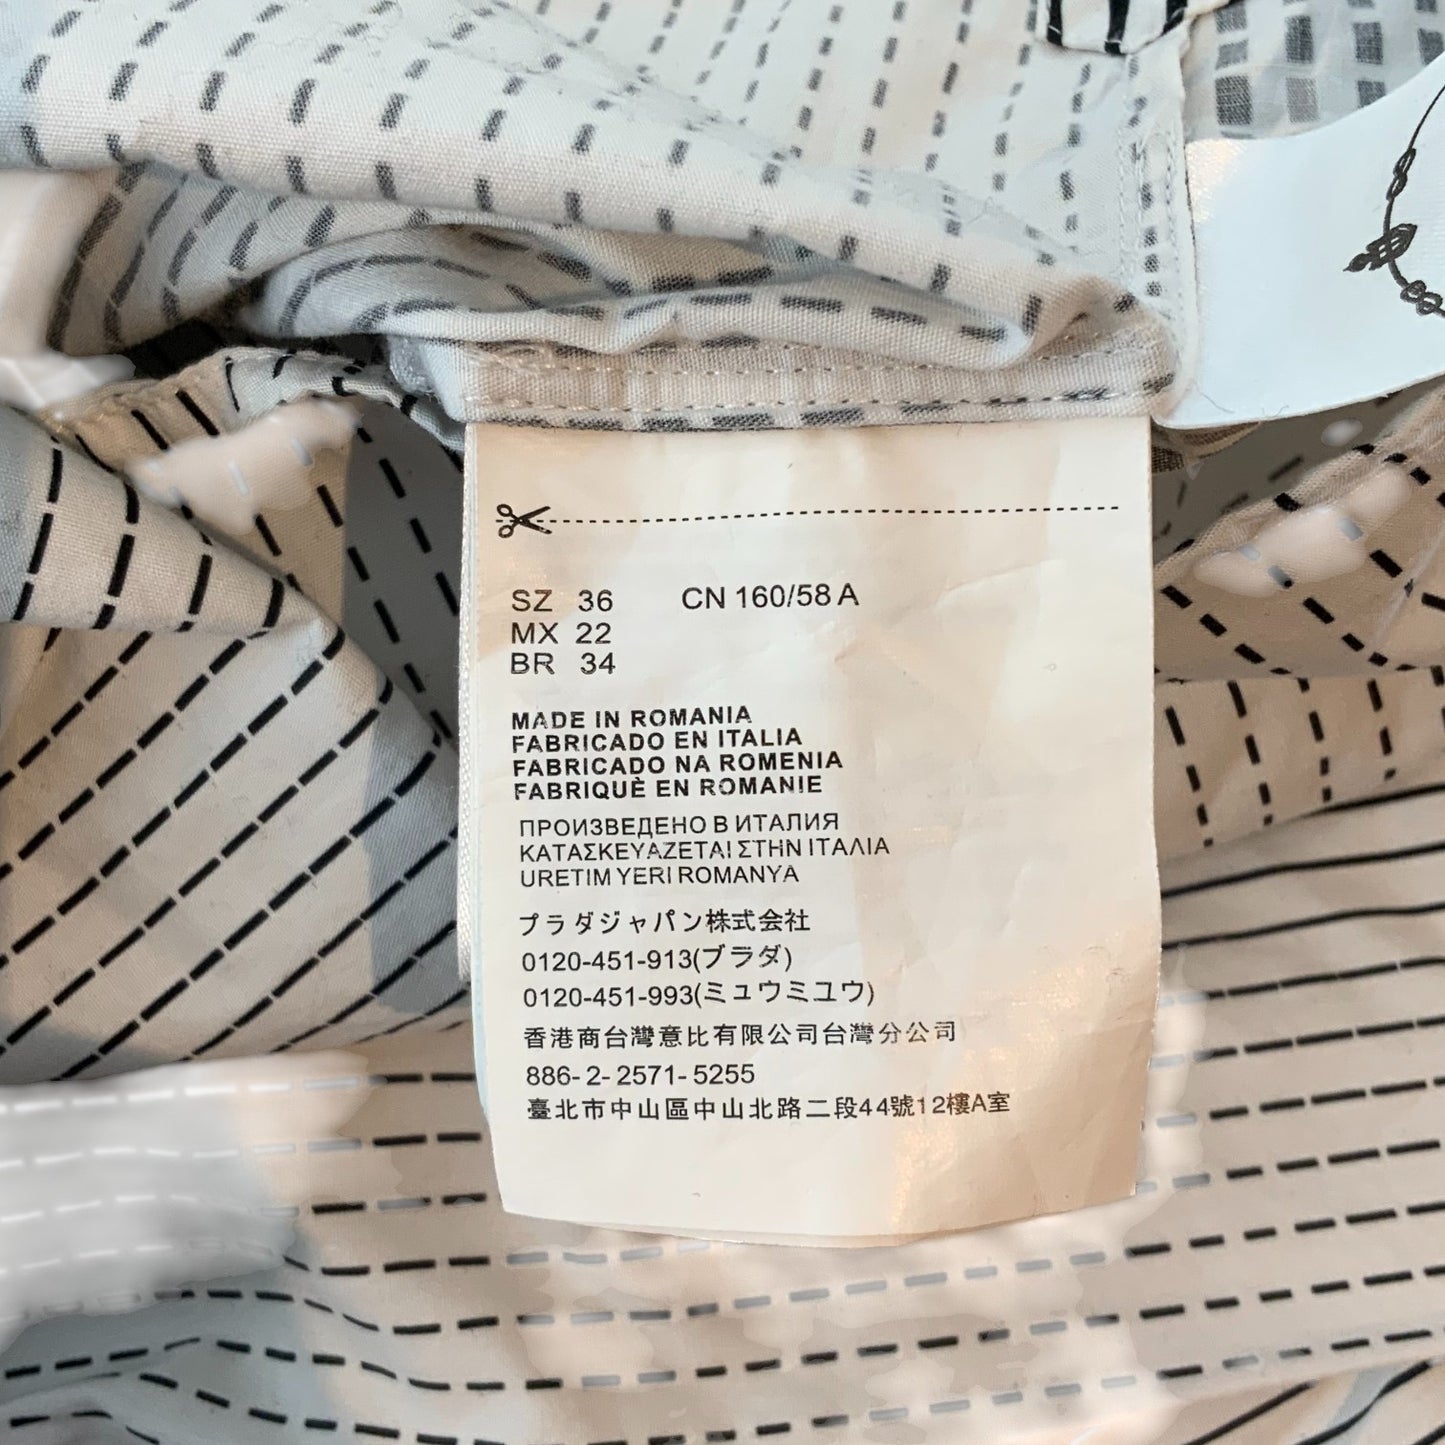 SZ 36 CN 160/58 A
MX 22
BR 34
MADE IN ROMANIA
FABRICADO EN ITALIA
FABRICADO NA ROMENIA
FABRIQUÈ EN ROMANIE
ПРОИЗВЕДЕНО В ИТАЛИЯ
ΚΑΤΑΣΚΕΥΑΖΕΤΑΙ ΣΤΗΝ ΙΤΑΛΙΑ
URETIM YERI ROMANYA
プラダジャパン株式会社
0120-451-913(プラダ)
0120-451-993(ミュウミユウ)
香港商台灣意比有限公司台灣分公司
886-2-2571-5255
臺北市中山區中山北路二段44號12樓A室